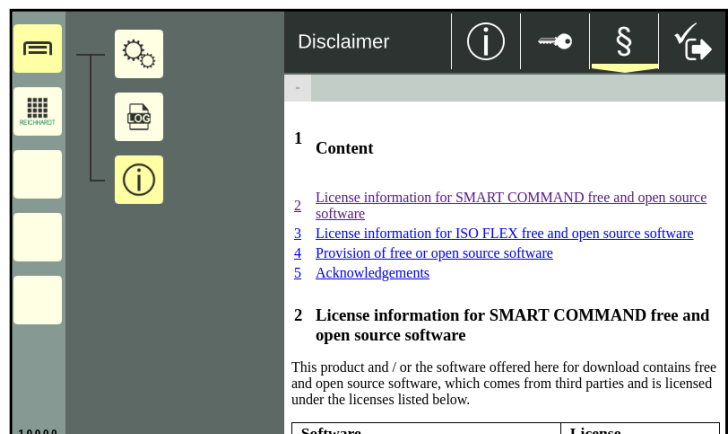 Disclaimer
§
REICHHARDT
LOG
1 Content
2 License information for SMART COMMAND free and open source
software
3 License information for ISO FLEX free and open source software
4 Provision of free or open source software
5 Acknowledgements
2 License information for SMART COMMAND free and
open source software
This product and / or the software offered here for download contains free
and open source software, which comes from third parties and is licensed
under the licenses listed below.
Software License